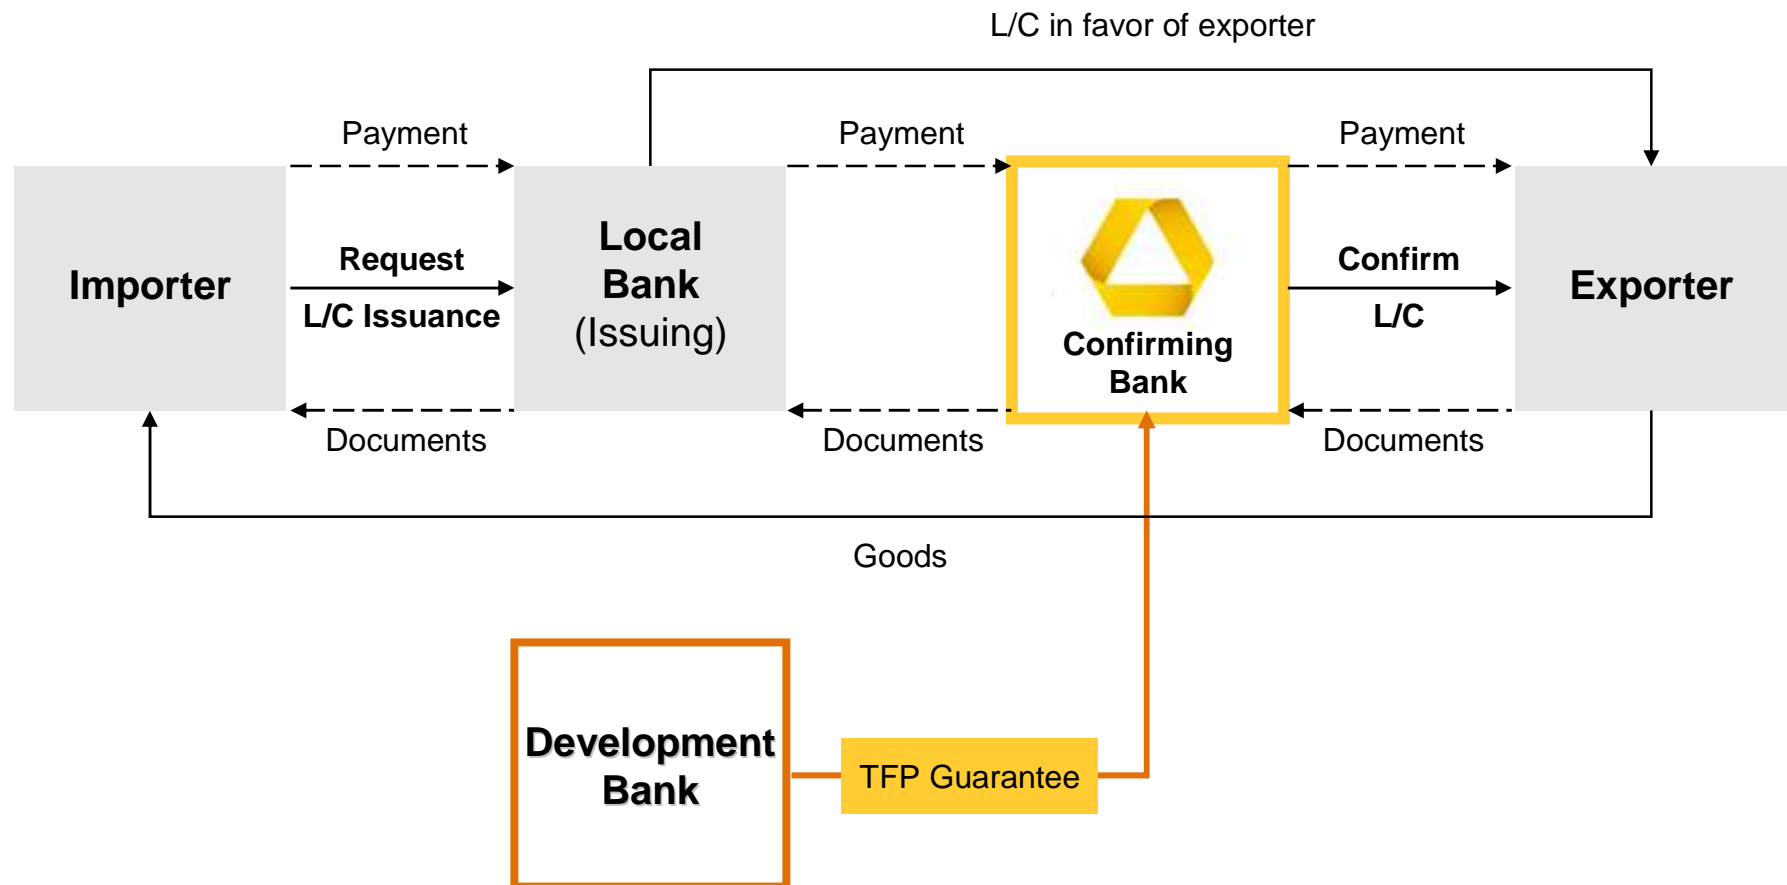 L/C in favor of exporter
Payment
Payment
Payment
Importer
Request
L/C Issuance
Local
Bank
(Issuing)
Confirming
Bank
Confirm
L/C
Exporter
Documents
Documents
Documents
Goods
Development
Bank
TFP Guarantee